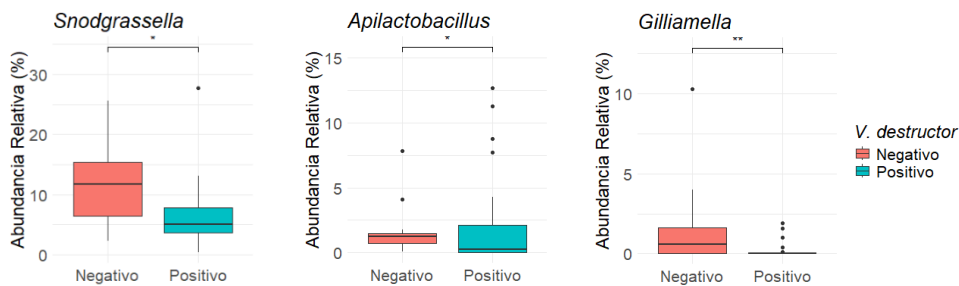 Snodgrassella
*
Abundancia Relativa (%)
30
20
10
0
Negativo
Positivo
Apilactobacillus
*
Abundancia Relativa (%)
15
10
5
0
Negativo
Positivo
Gilliamella
**
Abundancia Relativa (%)
10
5
0
Negativo
Positivo
V. destructor
Negativo
Positivo